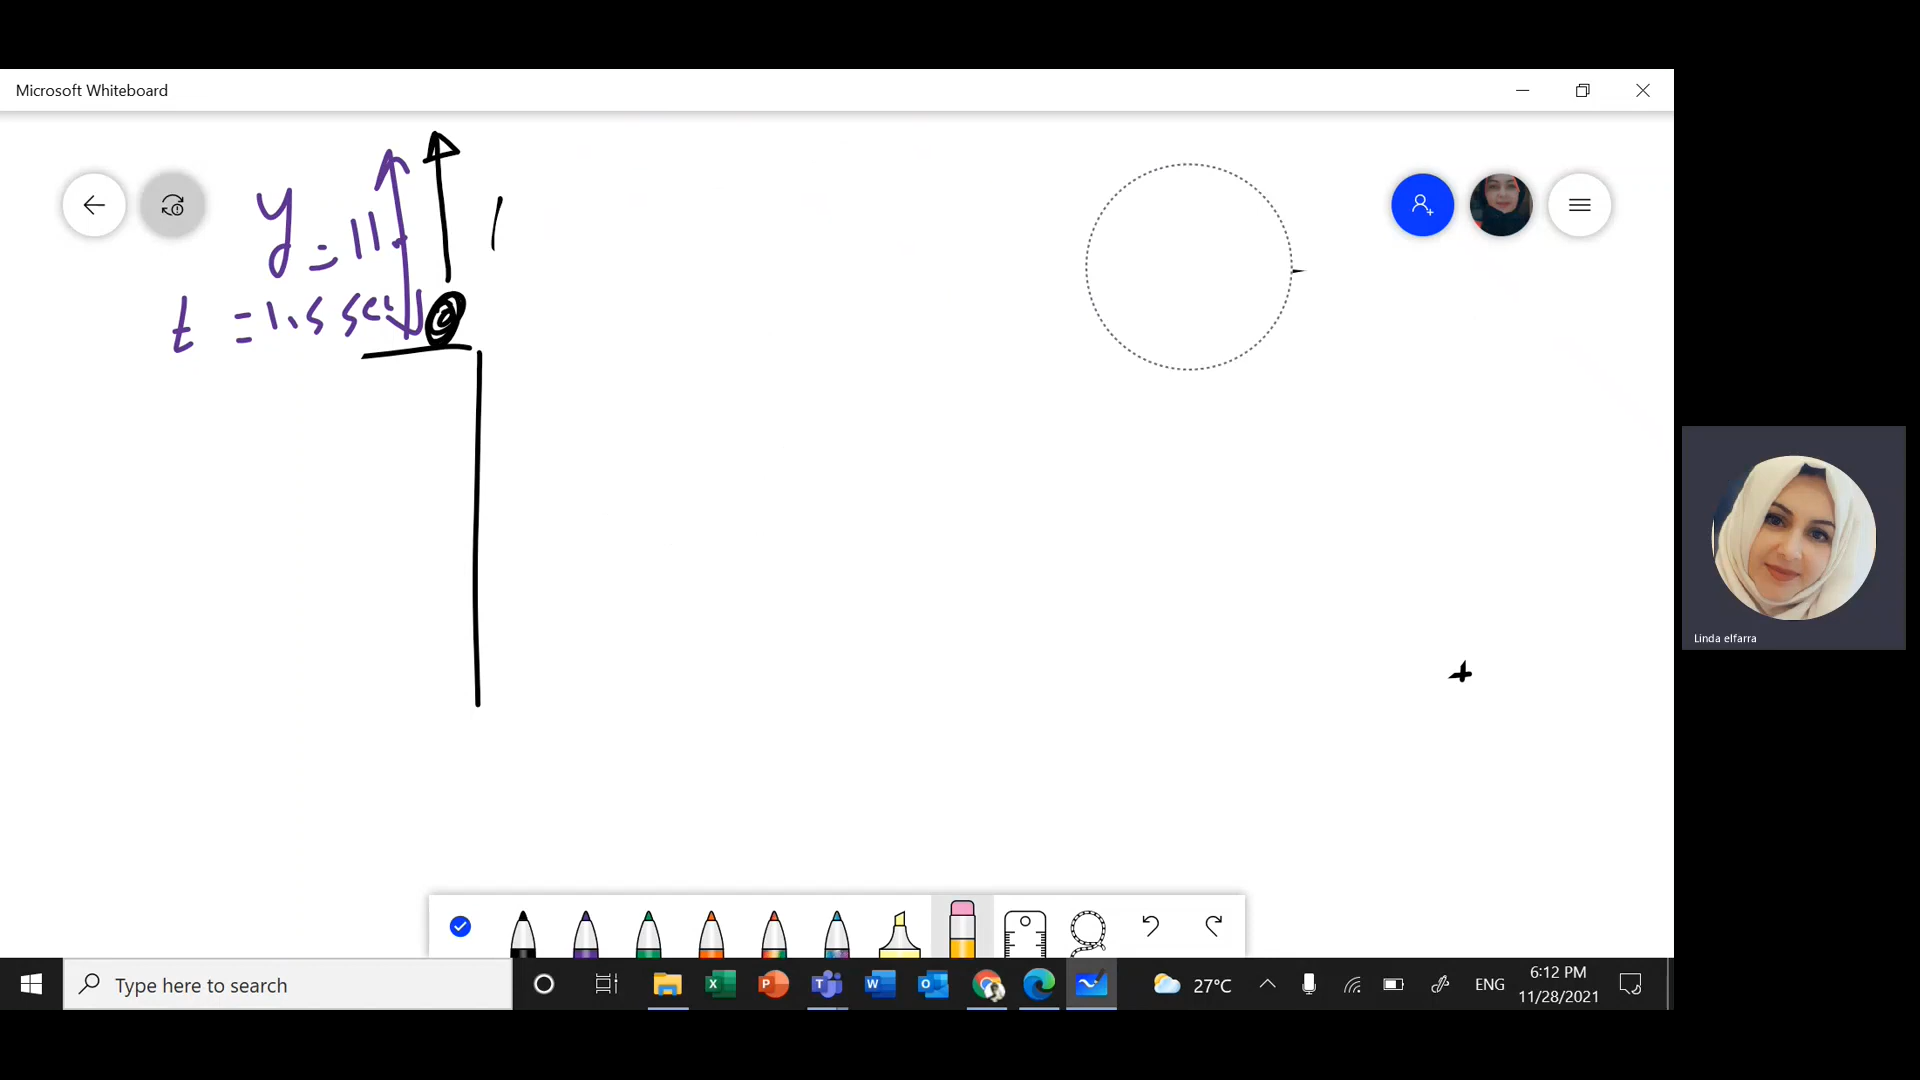 Microsoft Whiteboard
y = 11.
t = 1.5 sec
Linda elfarra
Type here to search
27°C
ENG
6:12 PM
11/28/2021